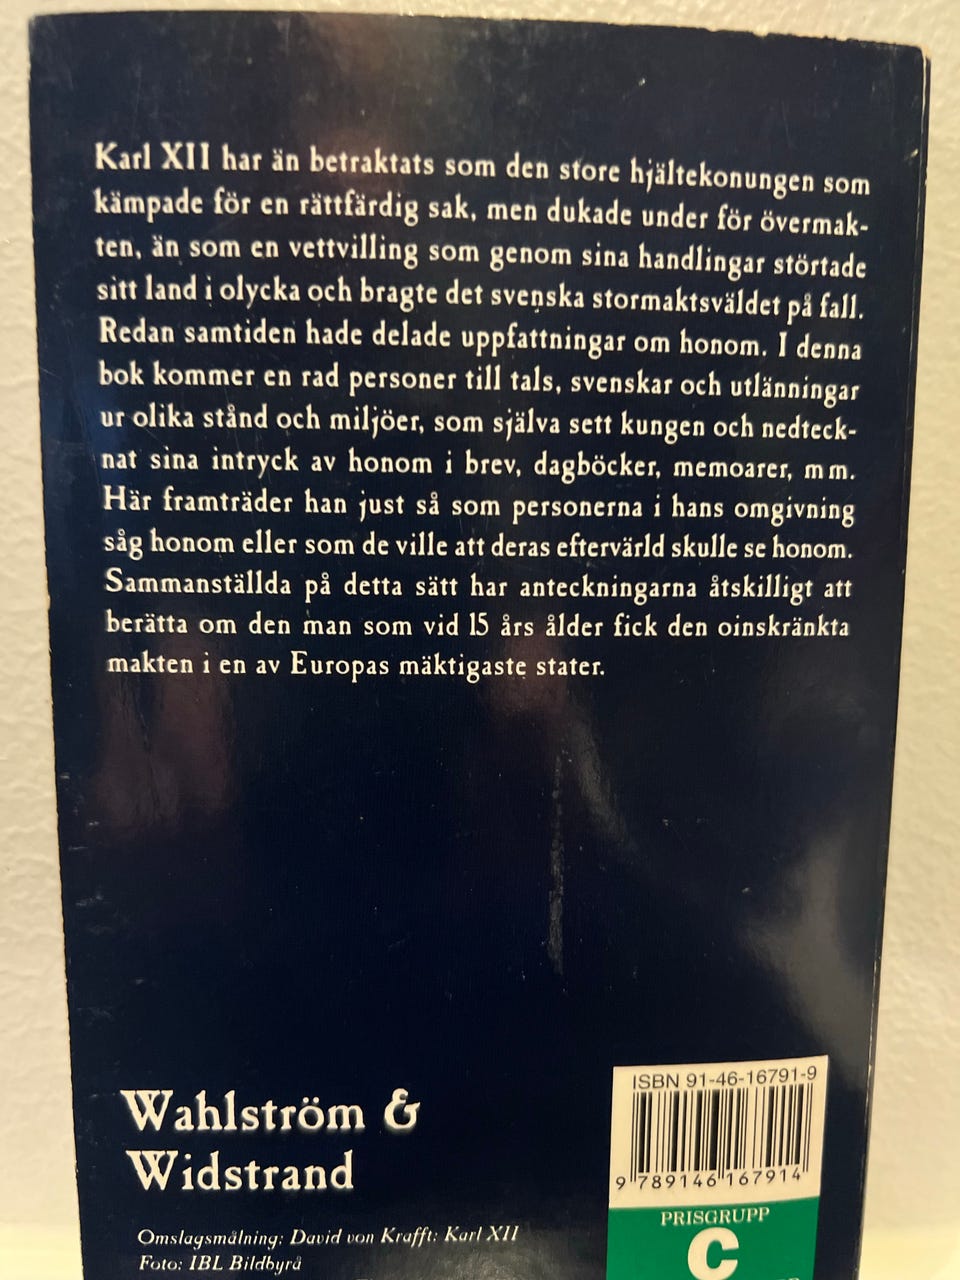 Karl XII har än betraktats som den store hjältekonungen som
kämpade för en rättfärdig sak, men dukade under för övermak-
ten, än som en vettvilling som genom sina handlingar störtade
sitt land i olycka och bragte det svenska stormaktsväldet på fall.
Redan samtiden hade delade uppfattningar om honom. I denna
bok kommer en rad personer till tals, svenskar och utlänningar
ur olika stånd och miljöer, som själva sett kungen och nedteck-
nat sina intryck av honom i brev, dagböcker, memoarer, mm.
Här framträder han just så som personerna i hans omgivning
såg honom eller som de ville att deras eftervärld skulle se honom.
Sammanställda på detta sätt har anteckningarna åtskilligt att
berätta om den man som vid 15 års ålder fick den oinskränkta
makten i en av Europas mäktigaste stater.
Wahlström &
Widstrand
Omslagsmålning: David von Krafft: Karl XII
Foto: IBL Bildbyrå
ISBN 91-46-16791-9
9 789146 167914
PRISGRUPP
C